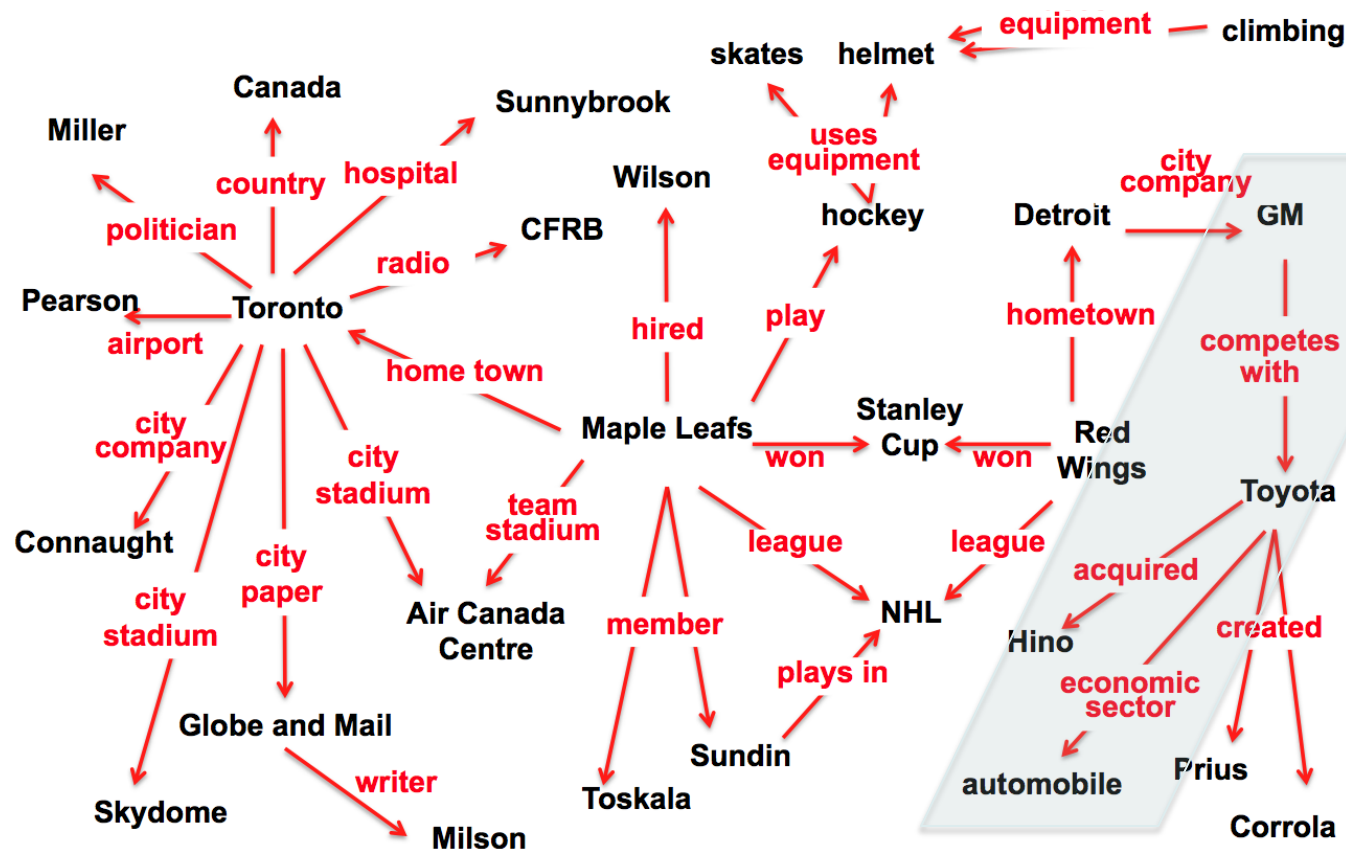 equipment
climbing
skates
helmet
Canada
Sunnybrook
Miller
uses
equipment
city
company
country
hospital
Wilson
politician
CFRB
hockey
Detroit
GM
radio
Pearson
Toronto
airport
hired
play
hometown
competes
with
home town
Maple Leafs
Stanley
Cup
won
won
Red
Wings
city
company
city
stadium
team
stadium
Toyota
league
league
Connaught
city
paper
city
stadium
acquired
Air Canada
Centre
member
NHL
Hino
created
plays in
economic
sector
Globe and Mail
Sundin
Prius
automobile
writer
Toskala
Skydome
Milson
Corrola